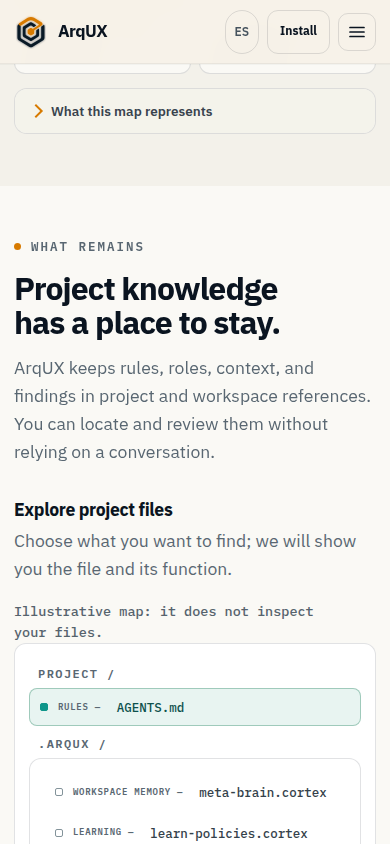 ArqUX
ES
Install
What this map represents
WHAT REMAINS
Project knowledge
has a place to stay.
ArqUX keeps rules, roles, context, and
findings in project and workspace references.
You can locate and review them without
relying on a conversation.
Explore project files
Choose what you want to find; we will show
you the file and its function.
Illustrative map: it does not inspect
your files.
PROJECT /
RULES — AGENTS.md
.ARQUX /
WORKSPACE MEMORY — meta-brain.cortex
LEARNING — learn-policies.cortex